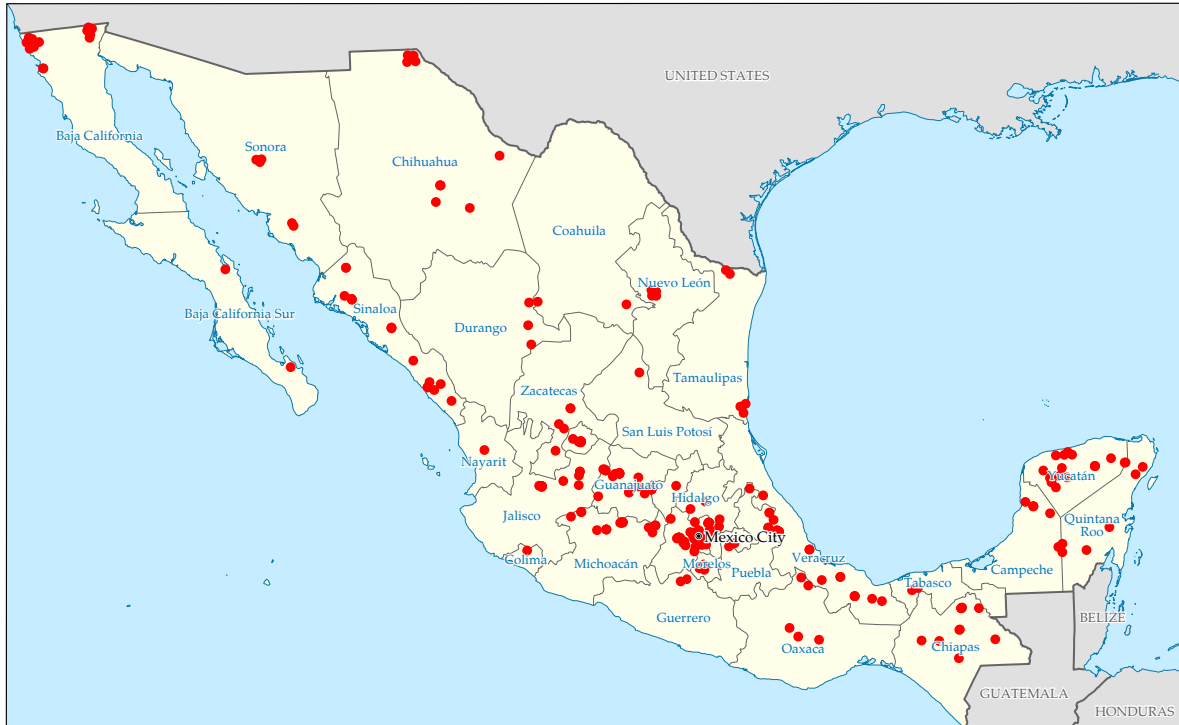 UNITED STATES
Baja California
Sonora
Chihuahua
Coahuila
Nuevo León
Baja California Sur
Sinaloa
Durango
Tamaulipas
Zacatecas
San Luis Potosí
Nayarit
Guanajuato
Hidalgo
Yucatán
Jalisco
Quintana
Roo
Mexico City
Colima
Michoacán
Morelos
Puebla
Veracruz
Tabasco
Campeche
Guerrero
BELIZE
Oaxaca
Chiapas
GUATEMALA
HONDURAS